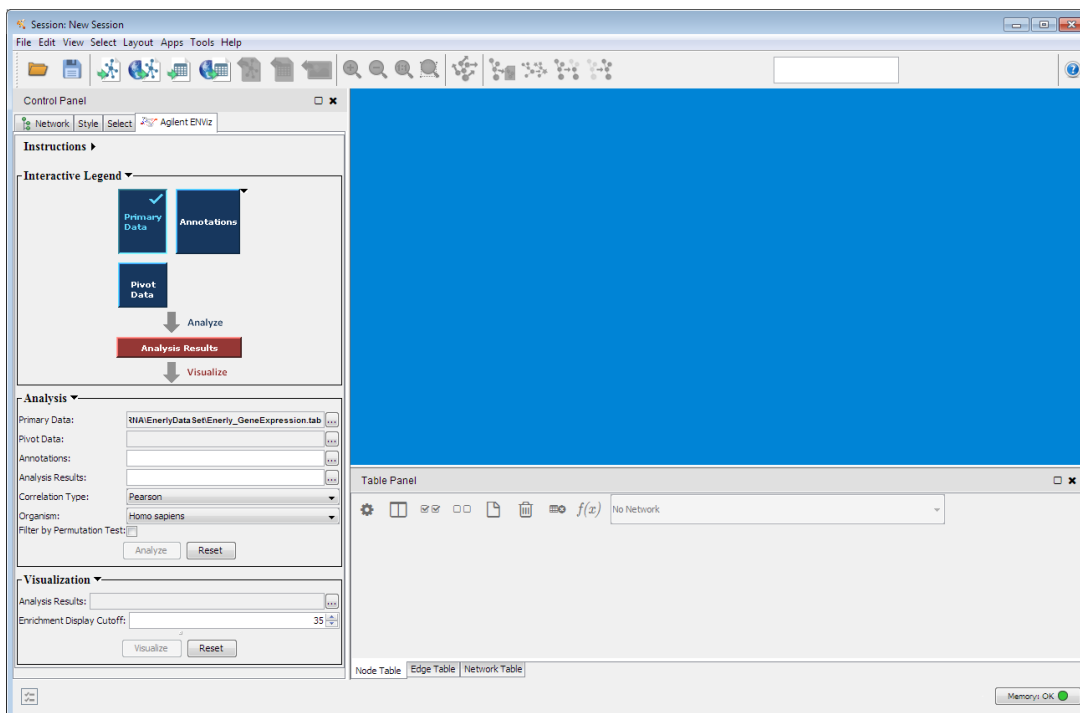 Session: New Session
File Edit View Select Layout Apps Tools Help
Control Panel
Network Style Select Agilent ENViz
Instructions
Interactive Legend
Primary
Data
Annotations
Pivot
Data
Analyze
Analysis Results
Visualize
Analysis
Primary Data: RNA\EnerlyDataSet\Enerly_GeneExpression.tab ...
Pivot Data: ...
Annotations: ...
Analysis Results: ...
Correlation Type: Pearson
Organism: Homo sapiens
Filter by Permutation Test:
Analyze Reset
Visualization
Analysis Results: ...
Enrichment Display Cutoff: 35
Visualize Reset
Table Panel
f(x) No Network
Node Table Edge Table Network Table
Memory: OK